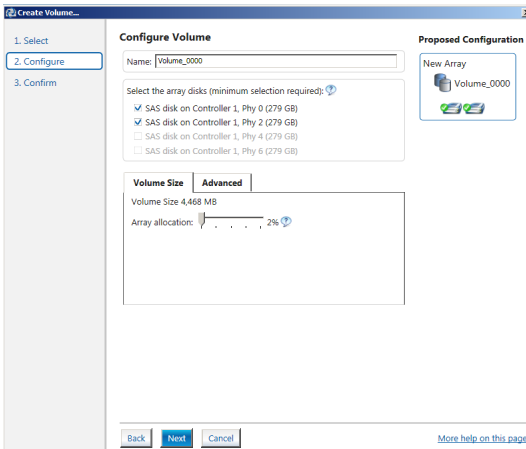 Create Volume...
1. Select
2. Configure
3. Confirm
Configure Volume
Name: Volume_0000
Select the array disks (minimum selection required):
SAS disk on Controller 1, Phy 0 (279 GB)
SAS disk on Controller 1, Phy 2 (279 GB)
SAS disk on Controller 1, Phy 4 (279 GB)
SAS disk on Controller 1, Phy 6 (279 GB)
Volume Size Advanced
Volume Size 4,468 MB
Array allocation: 2%
Proposed Configuration
New Array
Volume_0000
Back Next Cancel
More help on this page